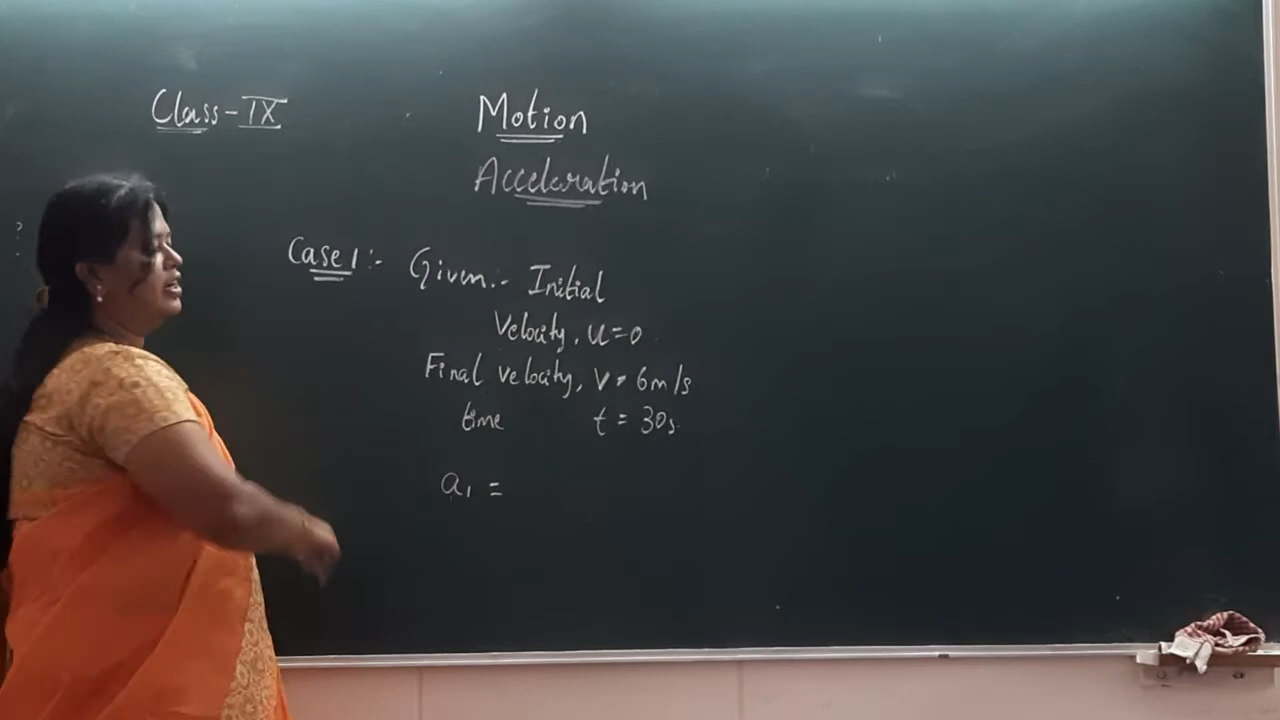 Class-IX
Motion
Acceleration
Case 1:- Given:- Initial
Velocity, u=0.
Final velocity, v=6m/s
time t = 30s.
a₁ =